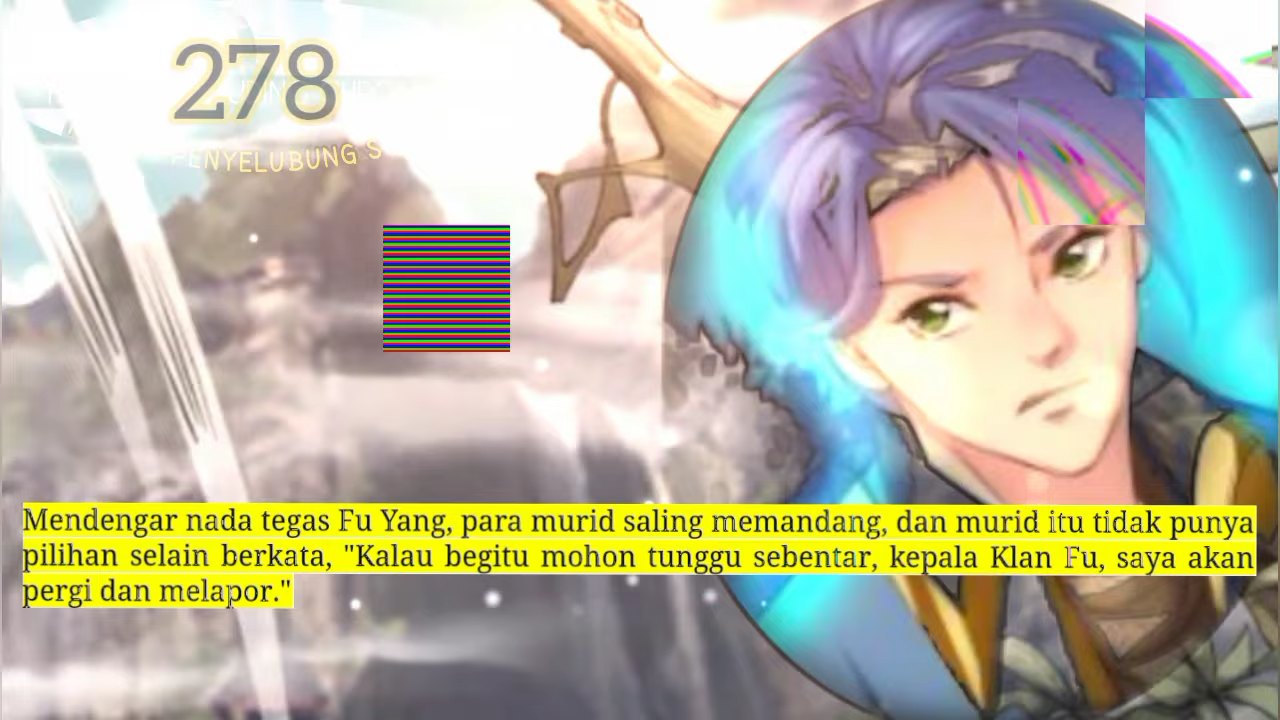 278
PENYELUBUNG S
Mendengar nada tegas Fu Yang, para murid saling memandang, dan murid itu tidak punya
pilihan selain berkata, "Kalau begitu mohon tunggu sebentar, kepala Klan Fu, saya akan
pergi dan melapor."